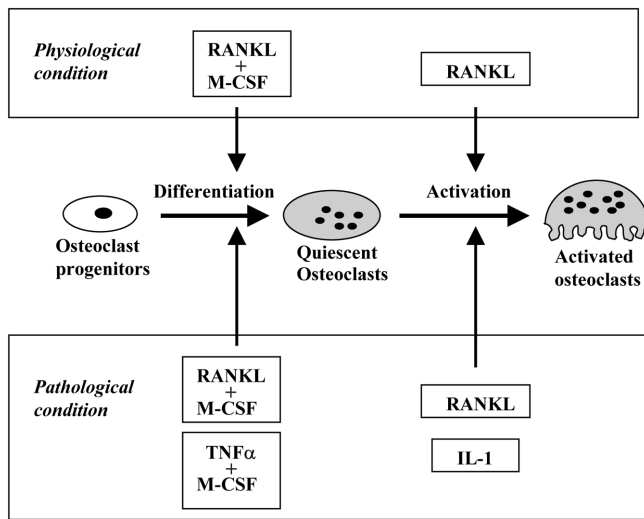 Physiological
condition
RANKL
+
M-CSF
RANKL
Differentiation
Activation
Osteoclast
progenitors
Quiescent
Osteoclasts
Activated
osteoclasts
Pathological
condition
RANKL
+
M-CSF
RANKL
TNFα
+
M-CSF
IL-1